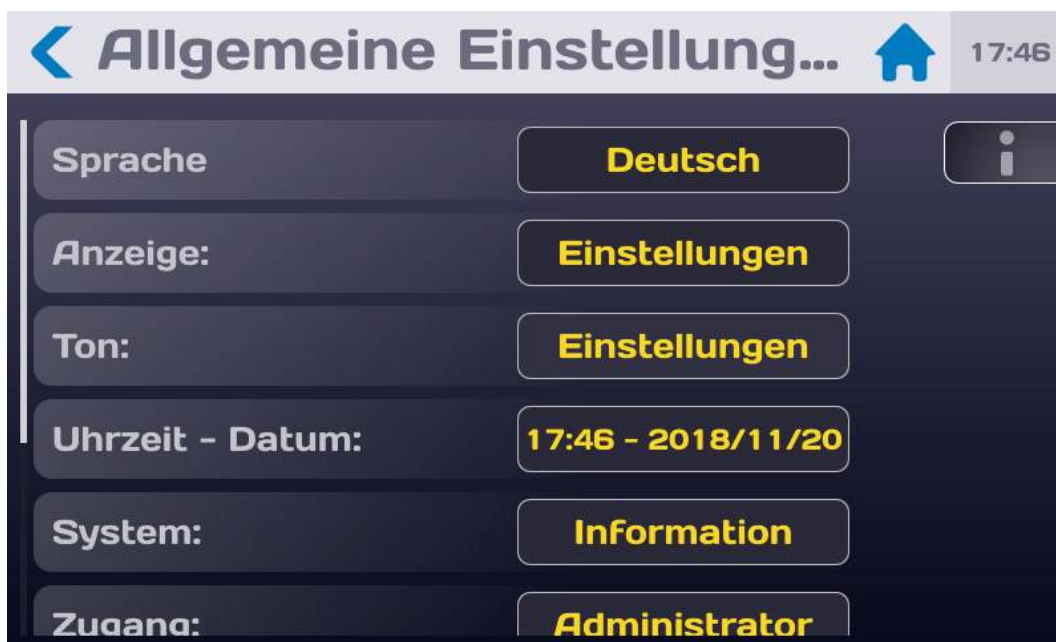 Allgemeine Einstellung...
17:46
Sprache
Deutsch
Anzeige:
Einstellungen
Ton:
Einstellungen
Uhrzeit - Datum:
17:46 - 2018/11/20
System:
Information
Zugang:
Administrator